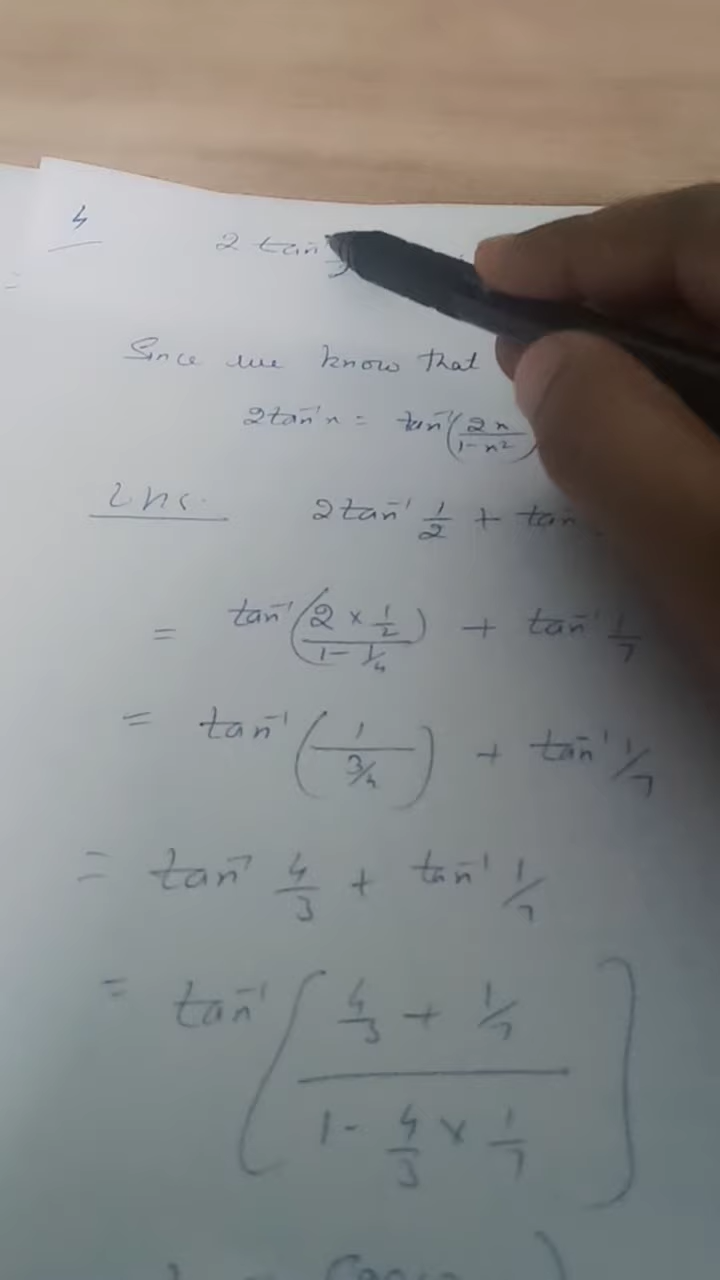 4
2 tan⁻¹
Since we know that
2tan⁻¹x = tan⁻¹(2x/1-x²
LHS. 2tan⁻¹ 1/2 + tan
= tan⁻¹(2 × 1/2 / 1 - 1/4) + tan⁻¹ 1/7
= tan⁻¹(1 / 3/4) + tan⁻¹ 1/7
= tan⁻¹ 4/3 + tan⁻¹ 1/7
= tan⁻¹[4/3 + 1/7 / 1 - 4/3 × 1/7]